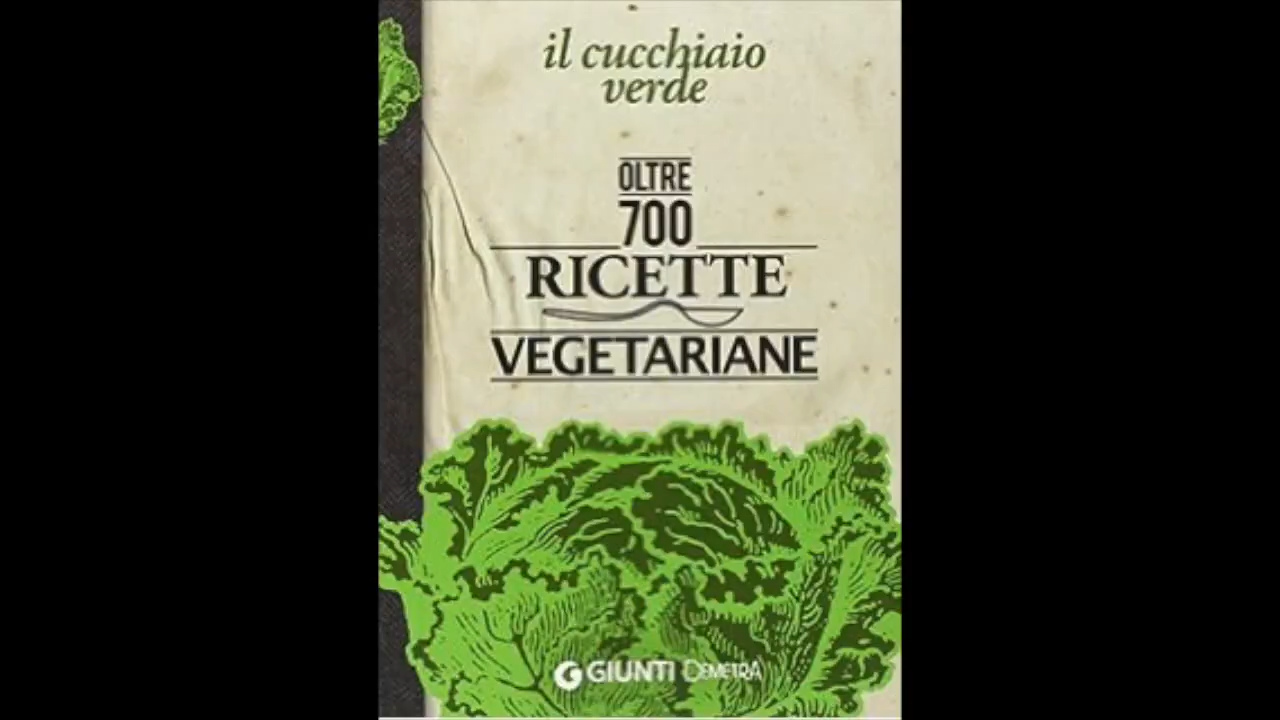 il cucchiaio
verde
OLTRE
700
RICETTE
VEGETARIANE
GIUNTI DEMETRA